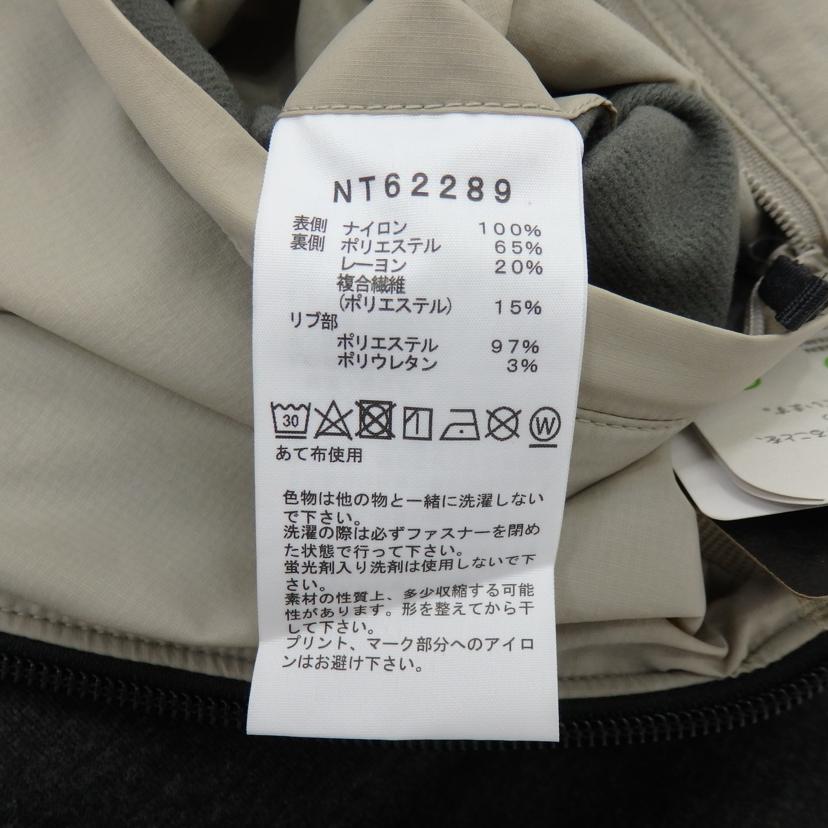 NT62289
表側 ナイロン 100%
裏側 ポリエステル 65%
レーヨン 20%
複合繊維
(ポリエステル) 15%
リブ部
ポリエステル 97%
ポリウレタン 3%
30 W
あて布使用
色物は他の物と一緒に洗濯しない
で下さい。
洗濯の際は必ずファスナーを閉め
た状態で行って下さい。
蛍光剤入り洗剤は使用しないで下
さい。
素材の性質上、多少収縮する可能
性があります。形を整えてから干
して下さい。
プリント、マーク部分へのアイロ
ンはお避け下さい。